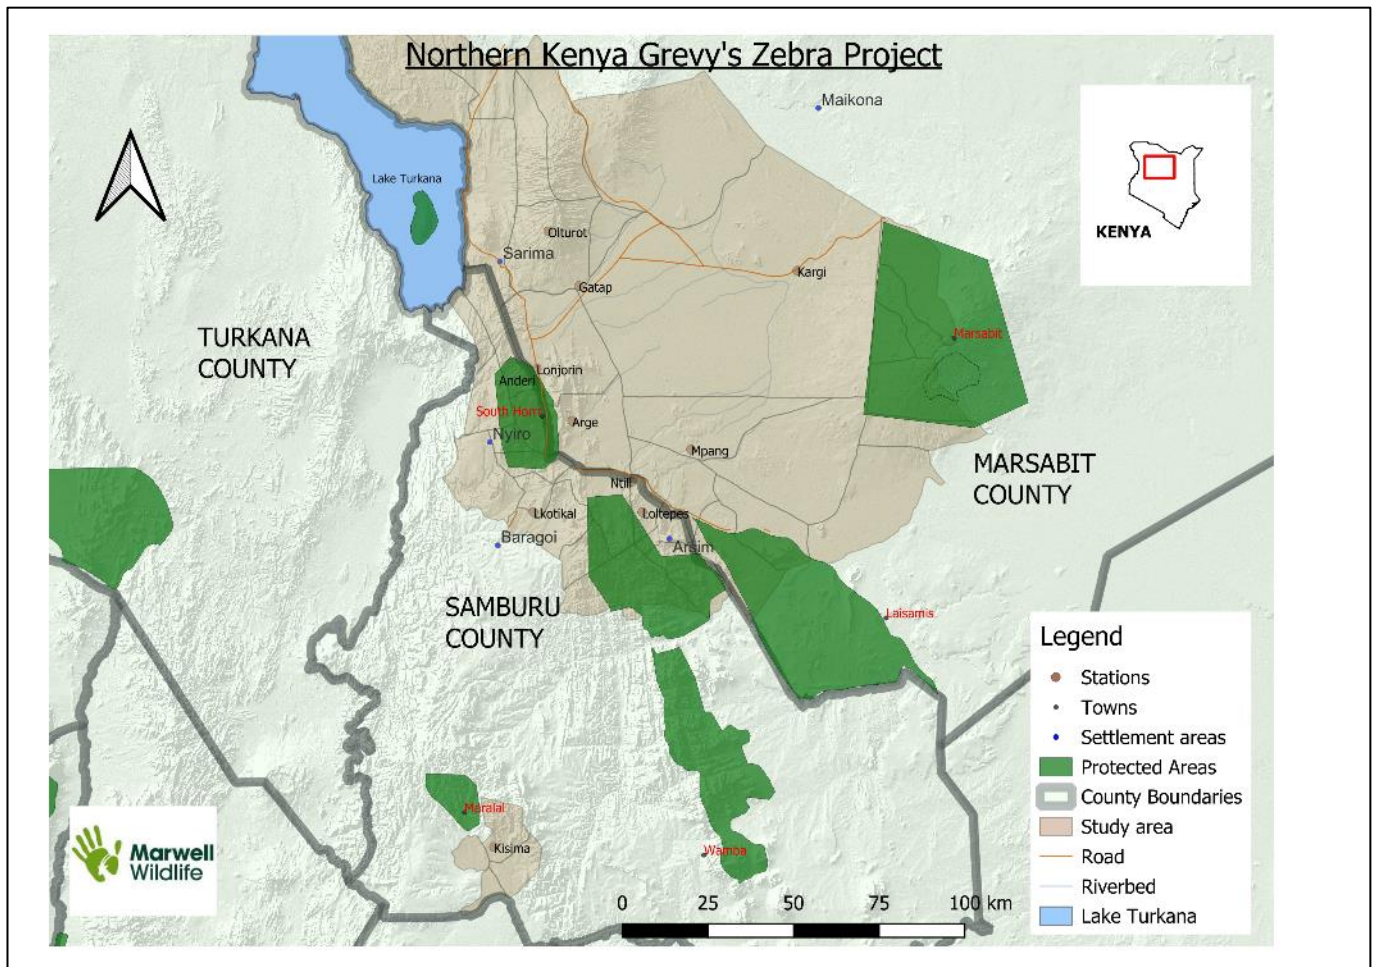 Northern Kenya Grevy's Zebra Project
Maikona
Lake Turkana
KENYA
Olturot
Sarima
Kargi
Gatap
TURKANA
COUNTY
Marsabit
Lonjorin
Anderi
South Horr
Arge
Nyiro
Mpang
MARSABIT
COUNTY
Ntill
Lkotikal
Loltepes
Baragoi
Arsim
SAMBURU
COUNTY
Laisamis
Legend
Stations
Towns
Settlement areas
Protected Areas
County Boundaries
Study area
Road
Riverbed
Lake Turkana
Maralal
Kisima
Wamba
Marwell
Wildlife
0 25 50 75 100 km